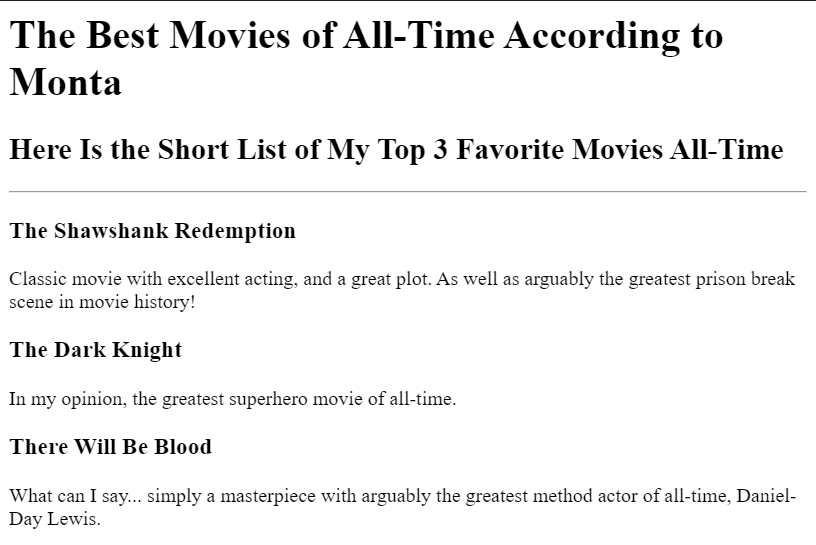 The Best Movies of All-Time According to
Monta
Here Is the Short List of My Top 3 Favorite Movies All-Time
The Shawshank Redemption
Classic movie with excellent acting, and a great plot. As well as arguably the greatest prison break
scene in movie history!
The Dark Knight
In my opinion, the greatest superhero movie of all-time.
There Will Be Blood
What can I say... simply a masterpiece with arguably the greatest method actor of all-time, Daniel-
Day Lewis.